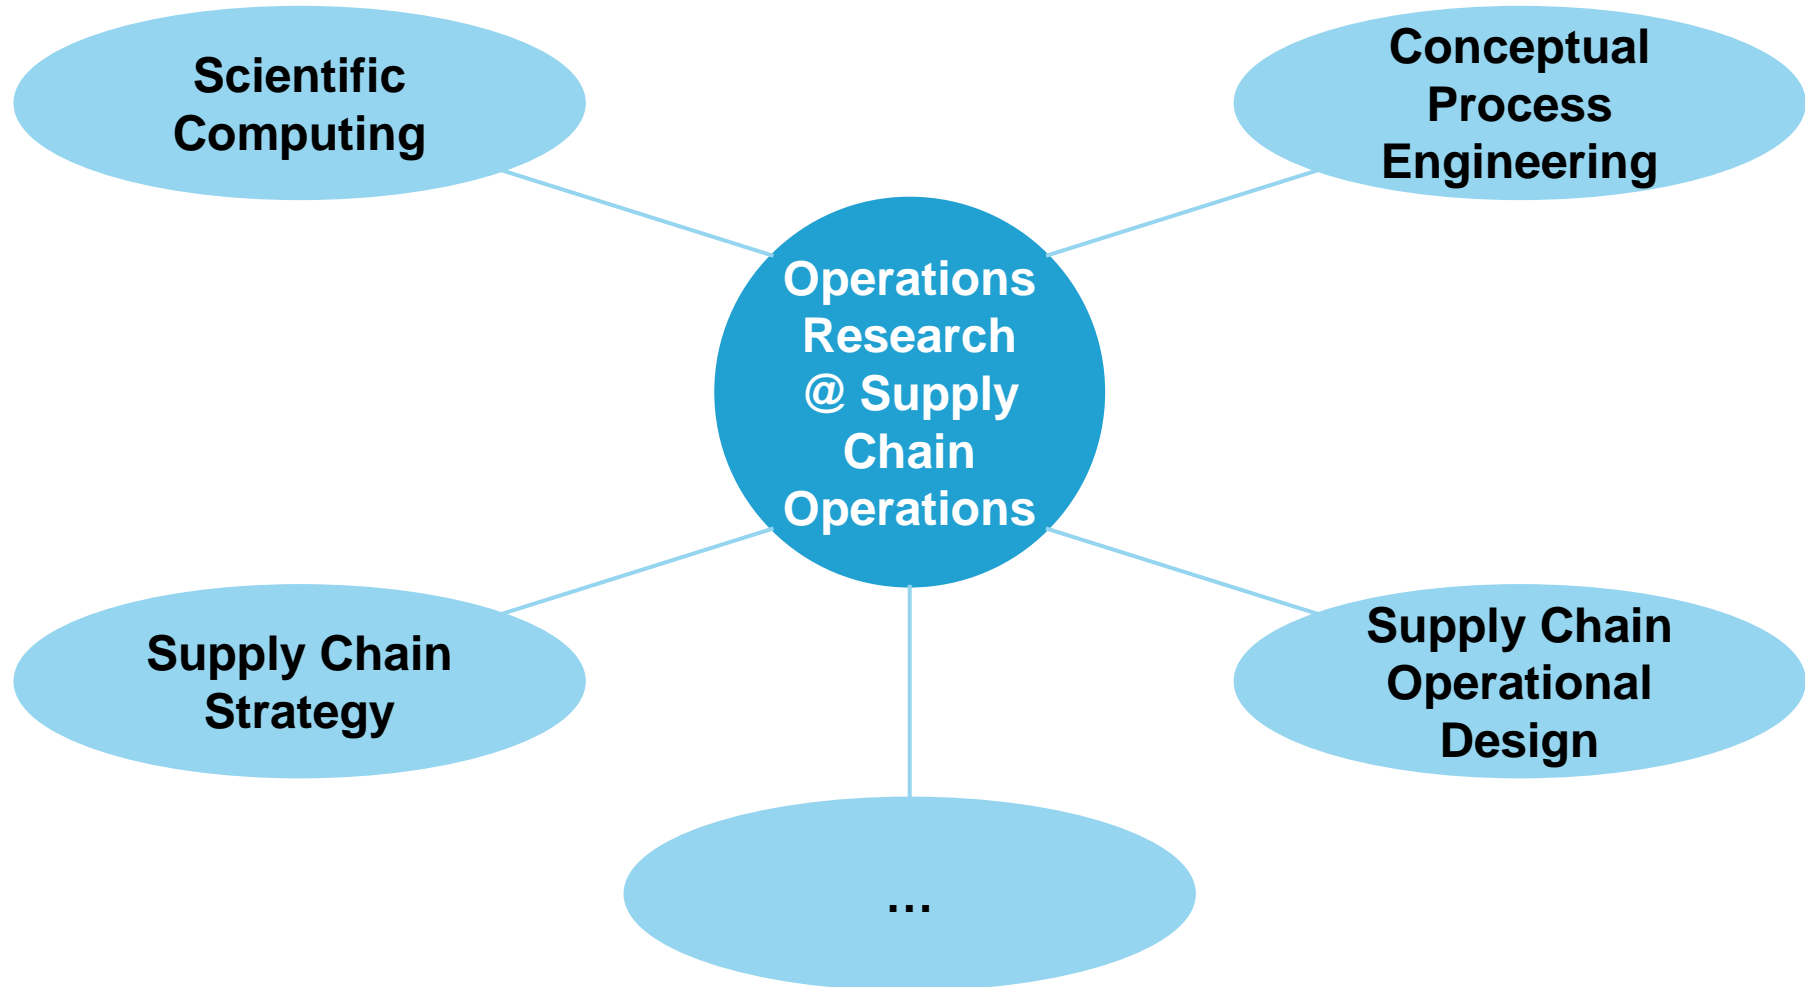 Scientific
Computing
Conceptual
Process
Engineering
Operations
Research
@ Supply
Chain
Operations
Supply Chain
Strategy
Supply Chain
Operational
Design
...